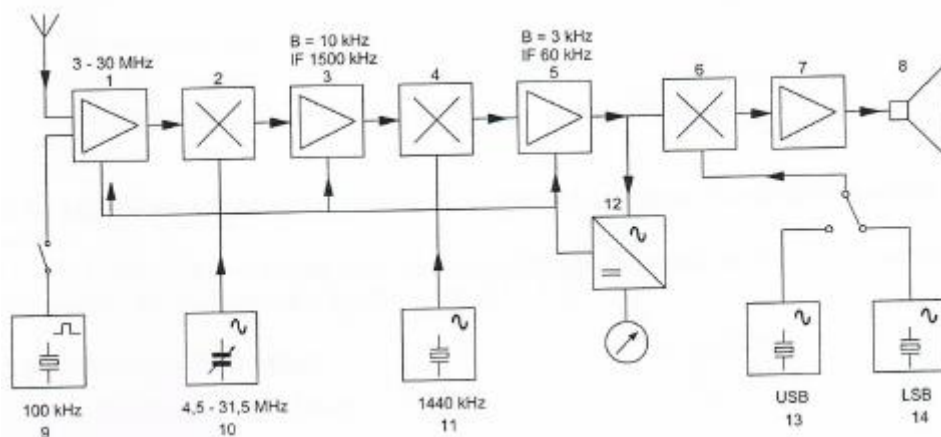 3 - 30 MHz
1
2
B = 10 kHz
IF 1500 kHz
3
4
B = 3 kHz
IF 60 kHz
5
6
7
8
12
100 kHz
9
4,5 - 31,5 MHz
10
1440 kHz
11
USB
13
LSB
14